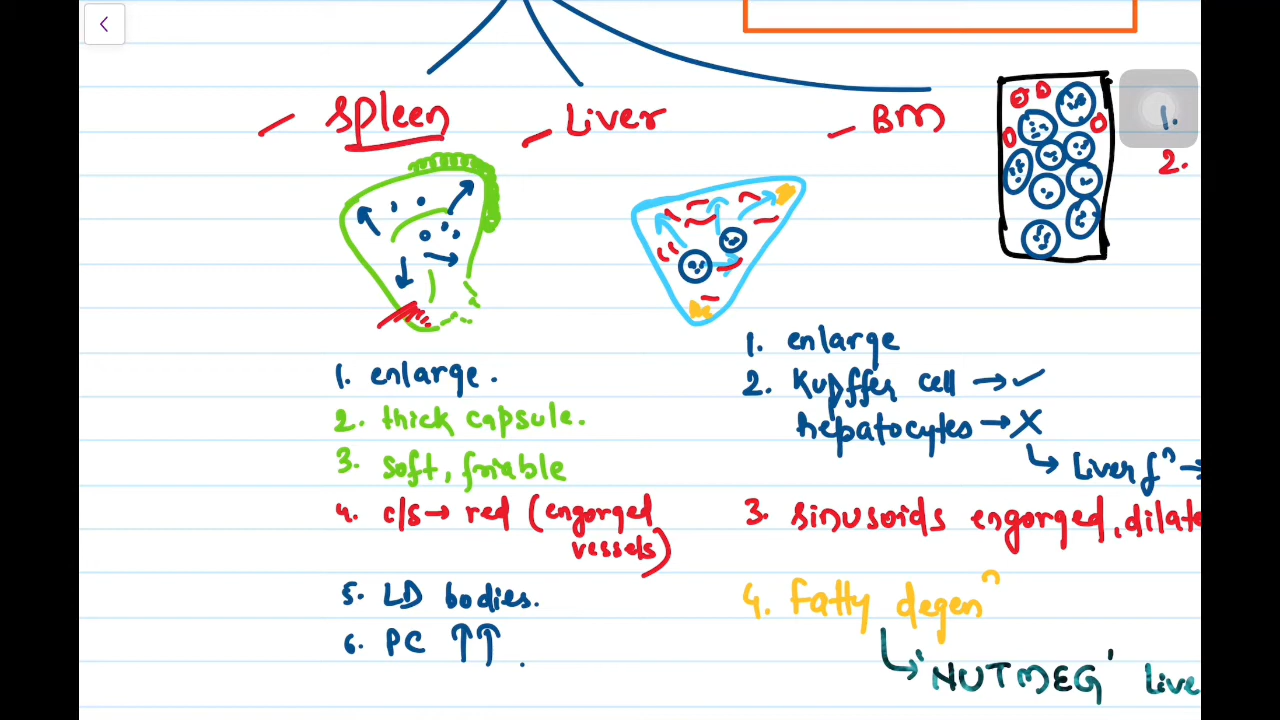 Spleen
Liver
BM
1.
2.
1. enlarge.
2. thick capsule.
3. soft, friable
4. c/s → red (engorged
vessels)
5. LD bodies.
6. PC ↑↑
1. enlarge
2. Kupffer cell → ✓
hepatocytes → X
↳ Liver fⁿ →
3. sinusoids engorged, dilate
4. Fatty degenⁿ
↳ 'NUTMEG' live